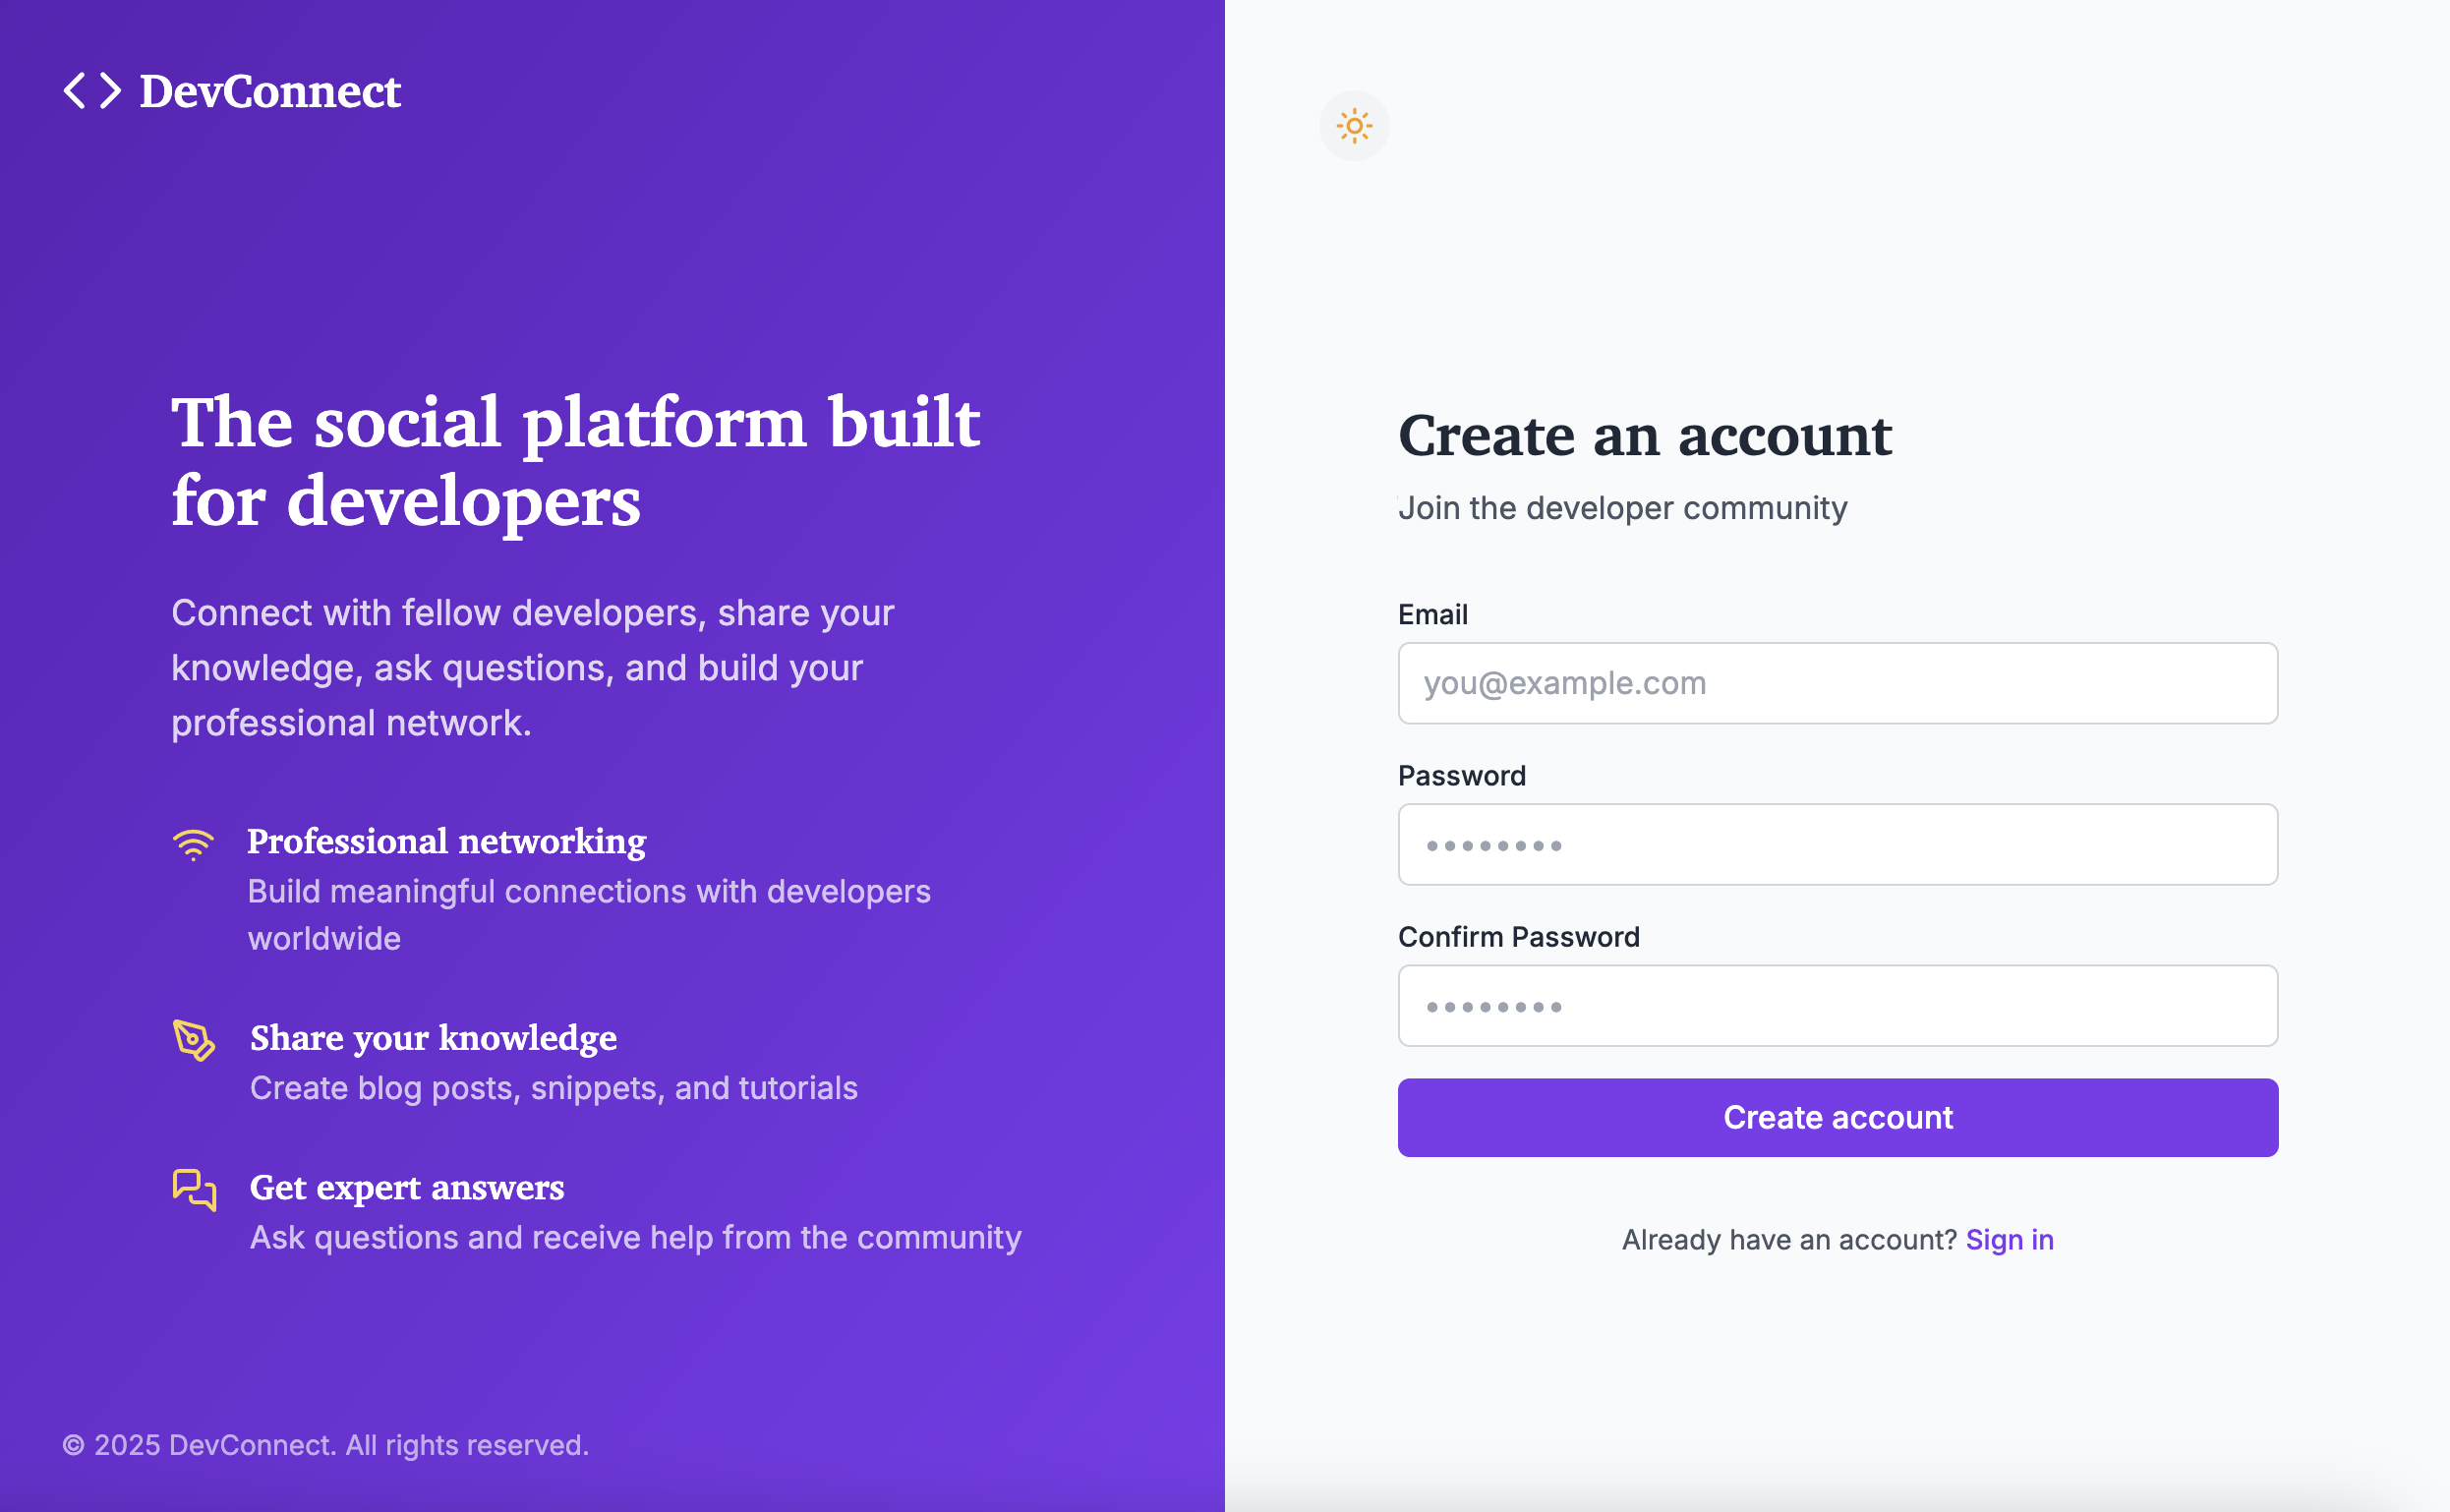 DevConnect
The social platform built
for developers
Connect with fellow developers, share your
knowledge, ask questions, and build your
professional network.
Professional networking
Build meaningful connections with developers
worldwide
Share your knowledge
Create blog posts, snippets, and tutorials
Get expert answers
Ask questions and receive help from the community
© 2025 DevConnect. All rights reserved.
Create an account
Join the developer community
Email
you@example.com
Password
••••••••
Confirm Password
••••••••
Create account
Already have an account? Sign in